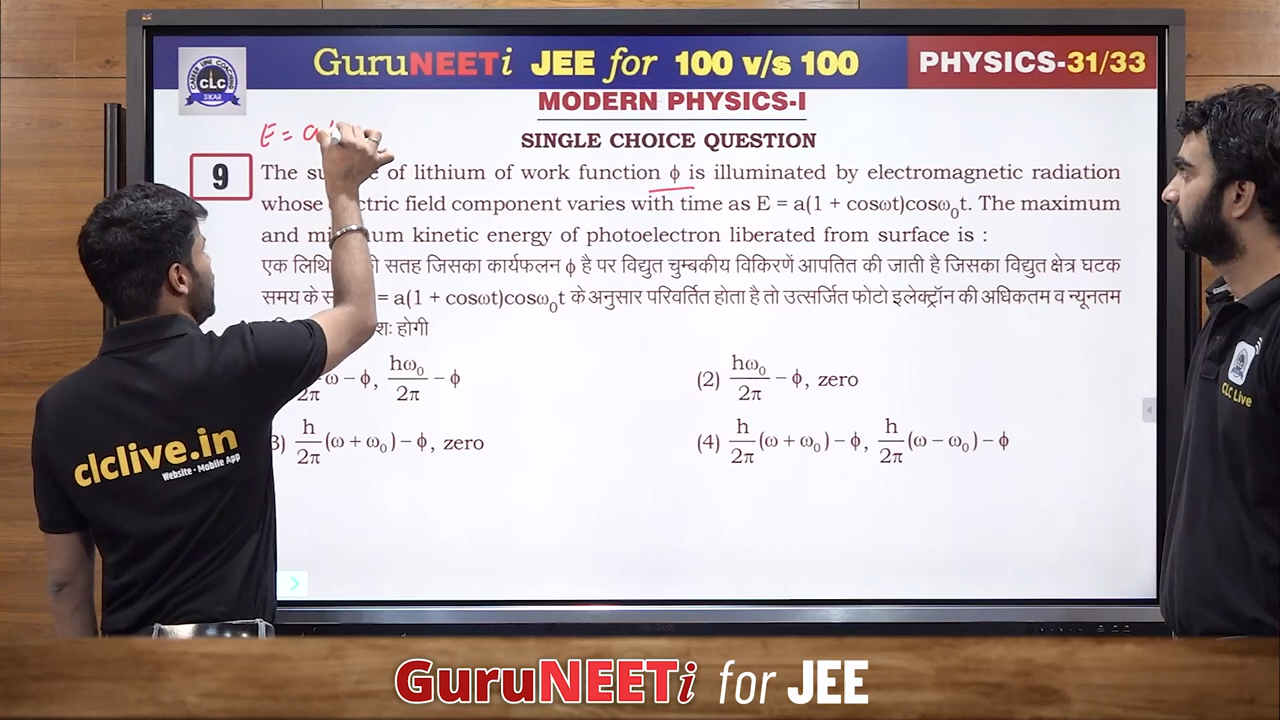 GuruNEETi JEE for 100 v/s 100
PHYSICS-31/33
CLC
SIKAR
MODERN PHYSICS-I
E = a
SINGLE CHOICE QUESTION
9
The of lithium of work function ϕ is illuminated by electromagnetic radiation
whose field component varies with time as E = a(1 + cosωt)cosω₀t. The maximum
and kinetic energy of photoelectron liberated from surface is :
एक की सतह जिसका कार्यफलन ϕ है पर विद्युत चुम्बकीय विकिरणें आपतित की जाती है जिसका विद्युत क्षेत्र घटक
समय के = a(1 + cosωt)cosω₀t के अनुसार परिवर्तित होता है तो उत्सर्जित फोटो इलेक्ट्रॉन की अधिकतम व न्यूनतम
होगी
2π ω − ϕ, hω₀/2π − ϕ
(2) hω₀/2π − ϕ, zero
3) h/2π (ω + ω₀) − ϕ, zero
(4) h/2π (ω + ω₀) − ϕ, h/2π (ω − ω₀) − ϕ
clclive.in
Website - Mobile App
CLC Live
GuruNEETi for JEE